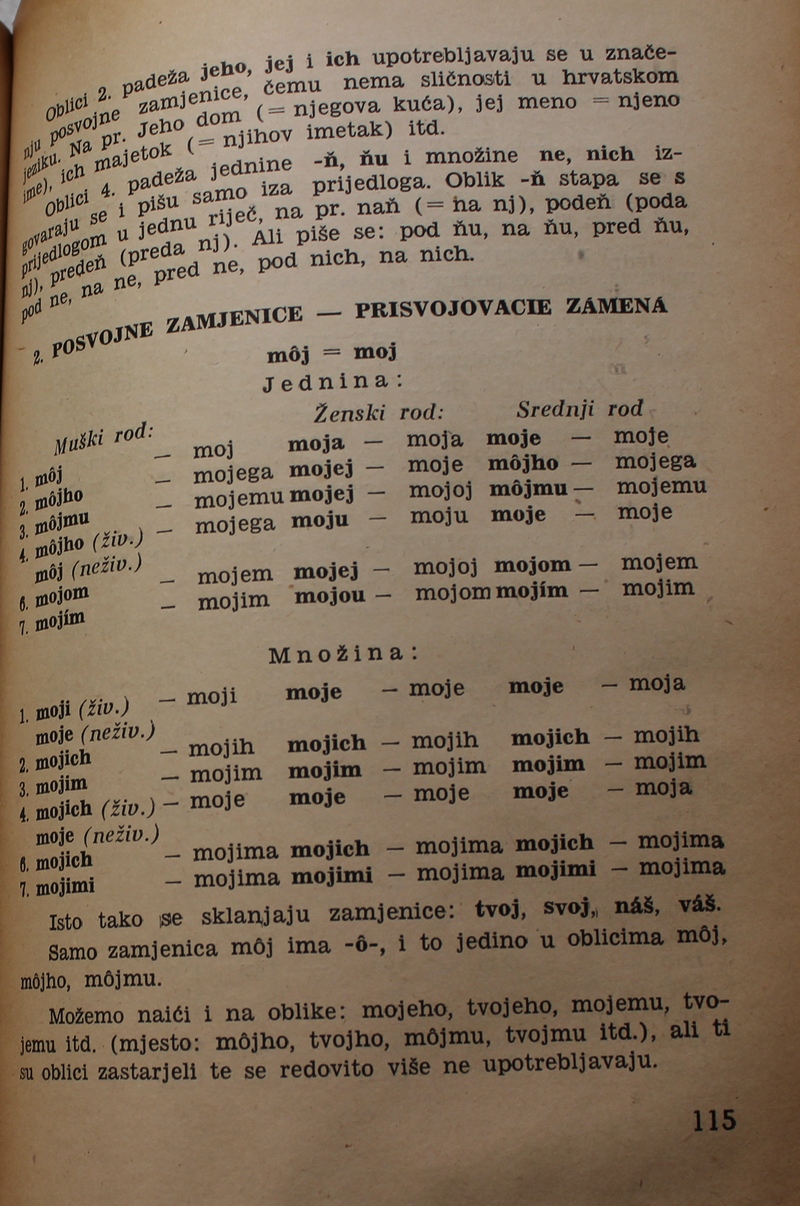 Oblici 2. padeža jeho, jej i ich upotrebljavaju se u znače-
nju posvojne zamjenice, čemu nema sličnosti u hrvatskom
jeziku. Na pr. Jeho dom (= njegova kuća), jej meno = njeno
ime), ich majetok (= njihov imetak) itd.
Oblici 4. padeža jednine -ň, ňu i množine ne, nich iz-
govaraju se i pišu samo iza prijedloga. Oblik -ň stapa se s
prijedlogom u jednu riječ, na pr. naň (= na nj), podeň (poda
nj), predeň (preda nj). Ali piše se: pod ňu, na ňu, pred ňu,
pod ne, na ne, pred ne, pod nich, na nich.
2. POSVOJNE ZAMJENICE — PRISVOJOVACIE ZÁMENÁ
môj = moj
Jednina:
Muški rod: Ženski rod: Srednji rod
1. môj — moj moja — moja moje — moje
2. môjho — mojega mojej — moje môjho — mojega
3. môjmu — mojemu mojej — mojoj môjmu — mojemu
4. môjho (živ.) — mojega moju — moju moje — moje
môj (neživ.)
6. mojom — mojem mojej — mojoj mojom — mojem
7. mojím — mojim mojou — mojom mojím — mojim
Množina:
1. moji (živ.) — moji moje — moje moje — moja
moje (neživ.)
2. mojich — mojih mojich — mojih mojich — mojih
3. mojim — mojim mojim — mojim mojim — mojim
4. mojich (živ.) — moje moje — moje moje — moja
moje (neživ.)
6. mojich — mojima mojich — mojima mojich — mojima
7. mojimi — mojima mojimi — mojima mojimi — mojima
Isto tako se sklanjaju zamjenice: tvoj, svoj, náš, váš.
Samo zamjenica môj ima -ô-, i to jedino u oblicima môj,
môjho, môjmu.
Možemo naići i na oblike: mojeho, tvojeho, mojemu, tvo-
jemu itd. (mjesto: môjho, tvojho, môjmu, tvojmu itd.), ali ti
su oblici zastarjeli te se redovito više ne upotrebljavaju.
115